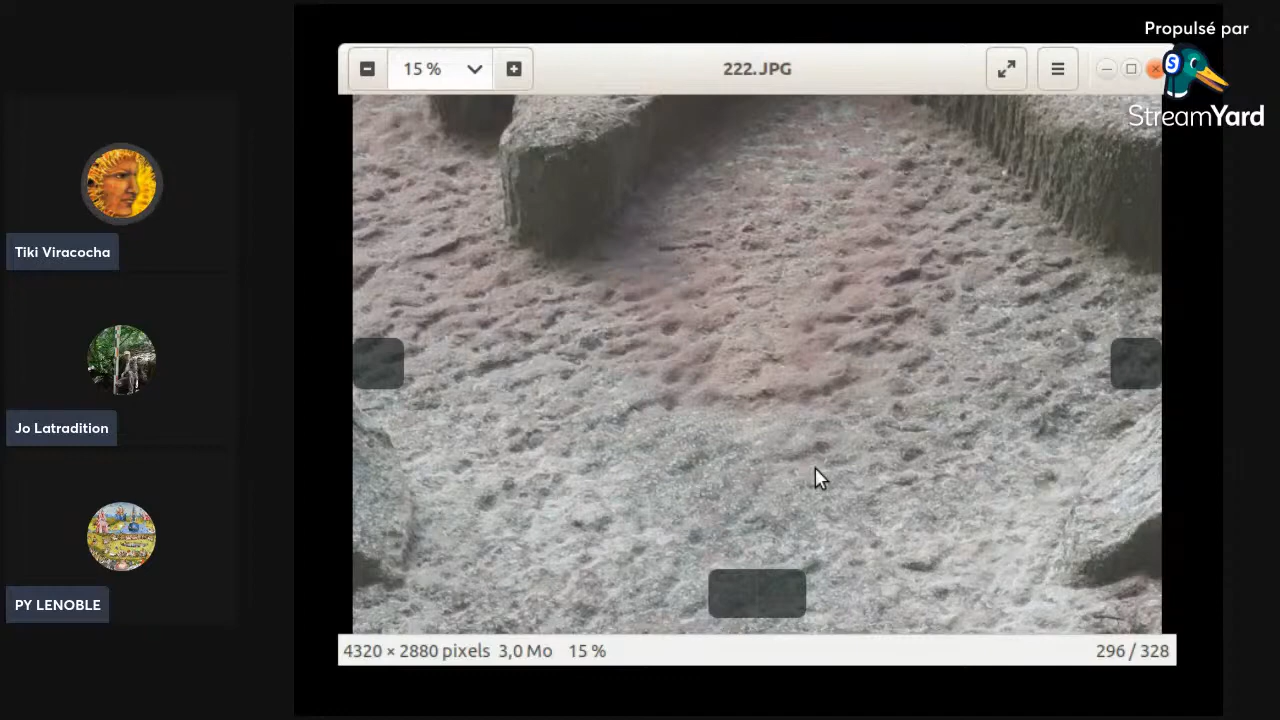 Propulsé par
StreamYard
15 %
222.JPG
Tiki Viracocha
Jo Latradition
PY LENOBLE
4320 × 2880 pixels 3,0 Mo 15 %
296 / 328